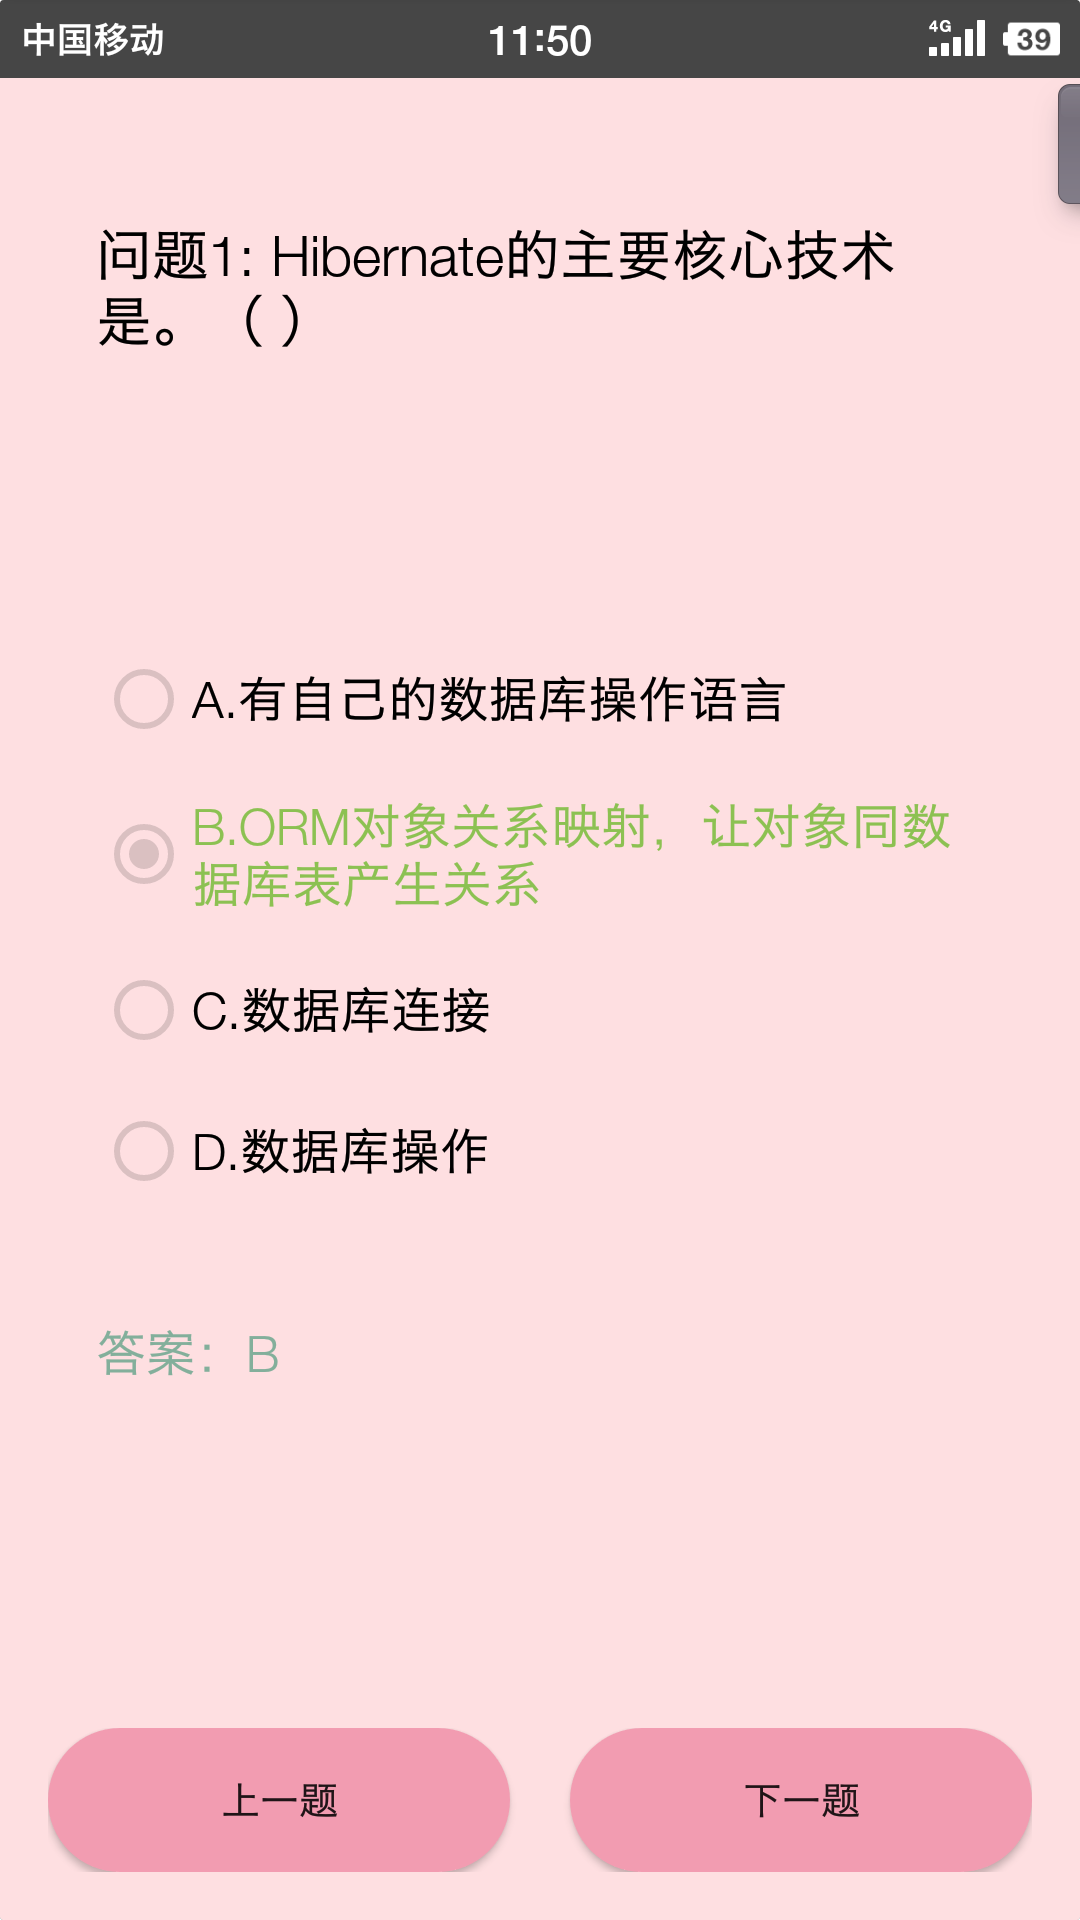 中国移动 11:50 4G 39
问题1: Hibernate的主要核心技术
是。（）
A.有自己的数据库操作语言
B.ORM对象关系映射，让对象同数
据库表产生关系
C.数据库连接
D.数据库操作
答案：B
上一题 下一题